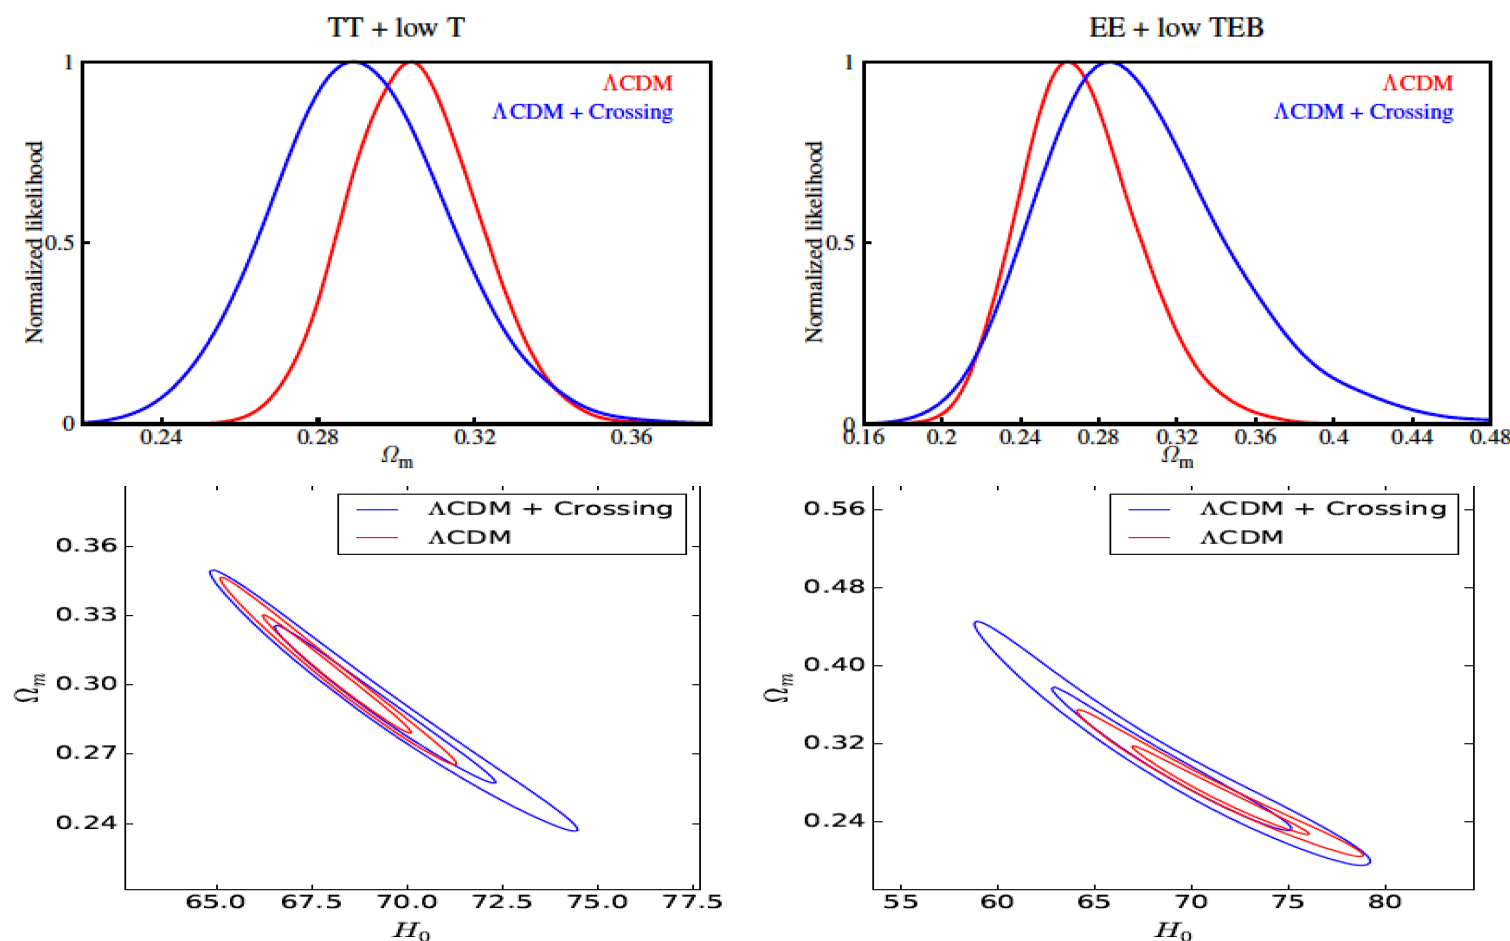 TT + low T
1
ΛCDM
ΛCDM + Crossing
Normalized likelihood
0.5
0
0.24 0.28 0.32 0.36
Ωm
EE + low TEB
1
ΛCDM
ΛCDM + Crossing
Normalized likelihood
0.5
0
0.16 0.2 0.24 0.28 0.32 0.36 0.4 0.44 0.48
Ωm
ΛCDM + Crossing
ΛCDM
0.36
0.33
0.30
0.27
0.24
Ωm
65.0 67.5 70.0 72.5 75.0 77.5
H0
ΛCDM + Crossing
ΛCDM
0.56
0.48
0.40
0.32
0.24
Ωm
55 60 65 70 75 80
H0